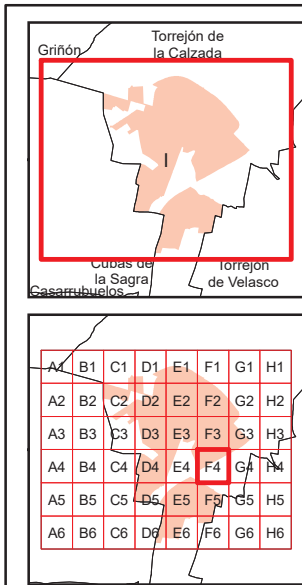 Torrejón de
la Calzada
Griñón
I
Cubas de
la Sagra
Torrejón
de Velasco
Casarrubuelos
A1 B1 C1 D1 E1 F1 G1 H1
A2 B2 C2 D2 E2 F2 G2 H2
A3 B3 C3 D3 E3 F3 G3 H3
A4 B4 C4 D4 E4 F4 G4 H4
A5 B5 C5 D5 E5 F5 G5 H5
A6 B6 C6 D6 E6 F6 G6 H6